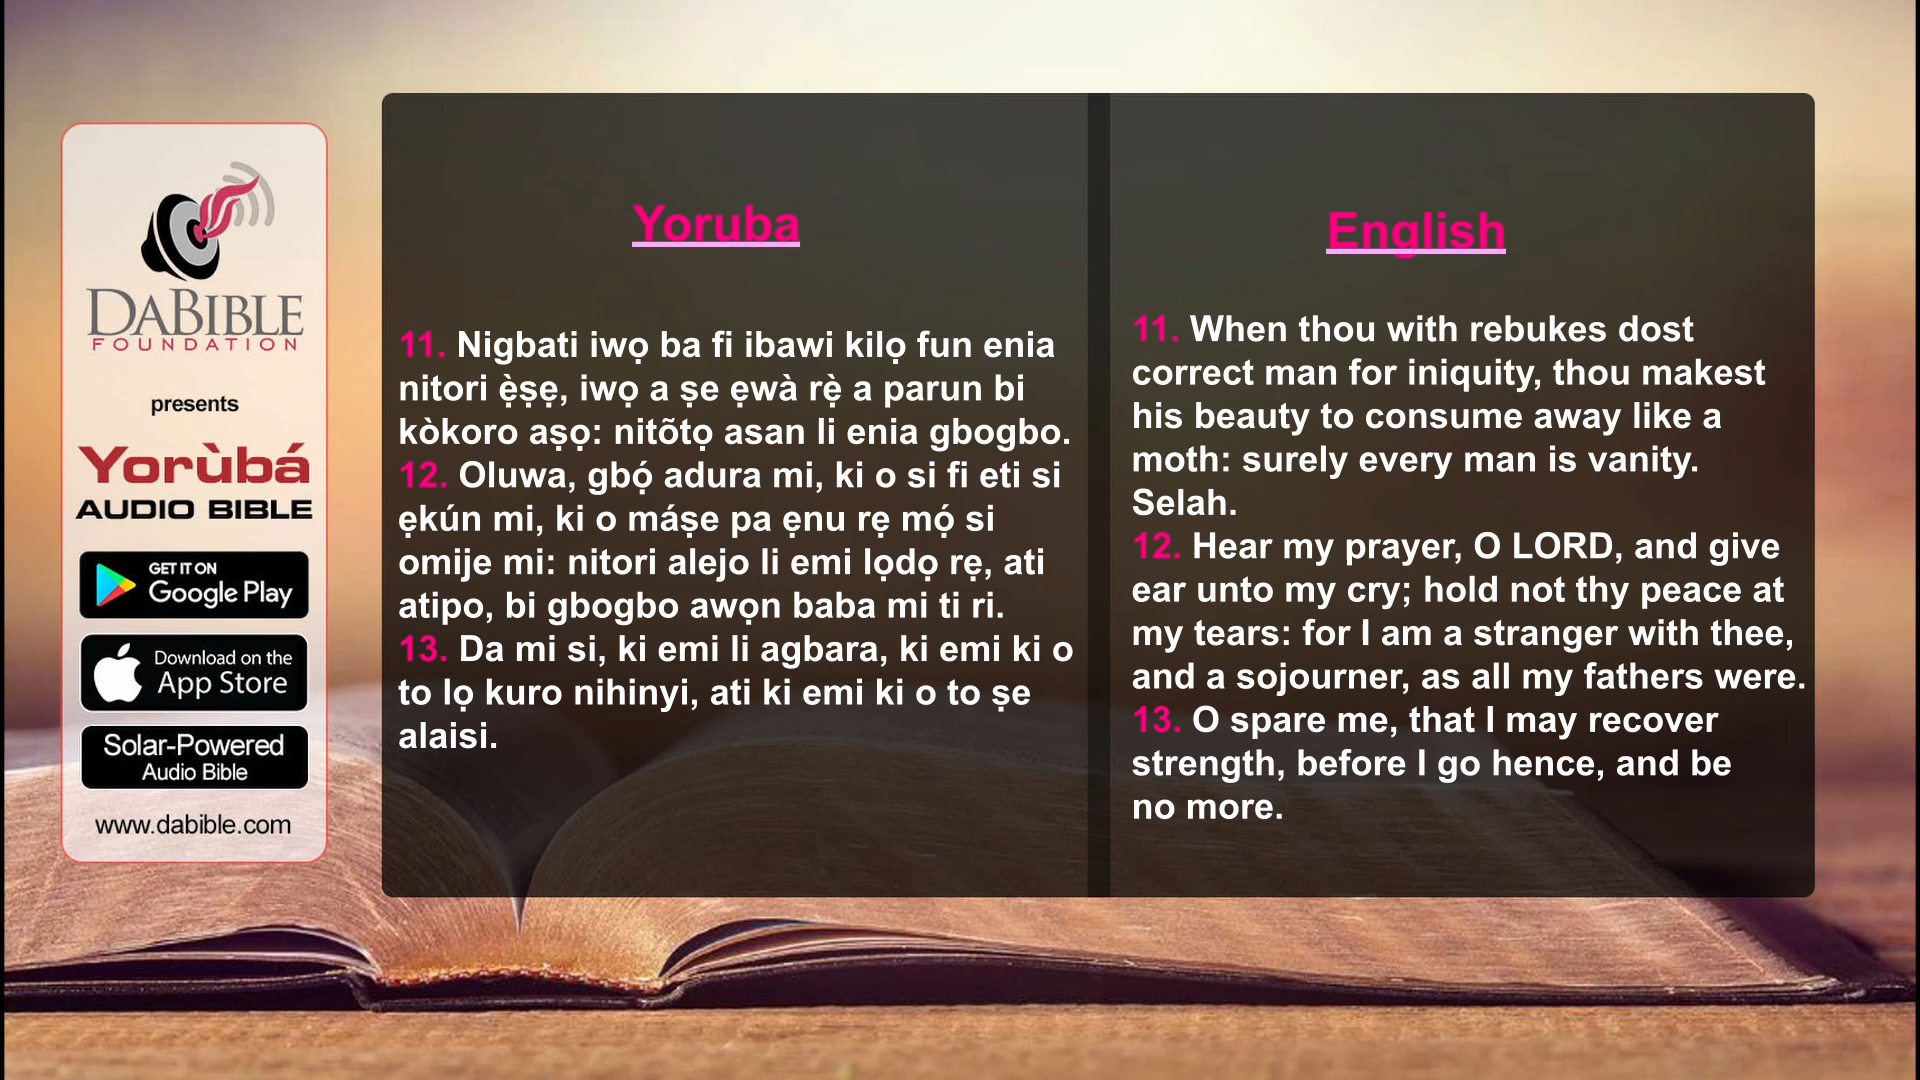 DABIBLE
FOUNDATION
presents
Yorùbá
AUDIO BIBLE
GET IT ON
Google Play
Download on the
App Store
Solar-Powered
Audio Bible
www.dabible.com
Yoruba
11. Nigbati iwọ ba fi ibawi kilọ fun enia
nitori ẹ̀ṣẹ, iwọ a ṣe ẹwà rẹ̀ a parun bi
kòkoro aṣọ: nitõtọ asan li enia gbogbo.
12. Oluwa, gbọ́ adura mi, ki o si fi eti si
ẹkún mi, ki o máṣe pa ẹnu rẹ mọ́ si
omije mi: nitori alejo li emi lọdọ rẹ, ati
atipo, bi gbogbo awọn baba mi ti ri.
13. Da mi si, ki emi li agbara, ki emi ki o
to lọ kuro nihinyi, ati ki emi ki o to ṣe
alaisi.
English
11. When thou with rebukes dost
correct man for iniquity, thou makest
his beauty to consume away like a
moth: surely every man is vanity.
Selah.
12. Hear my prayer, O LORD, and give
ear unto my cry; hold not thy peace at
my tears: for I am a stranger with thee,
and a sojourner, as all my fathers were.
13. O spare me, that I may recover
strength, before I go hence, and be
no more.